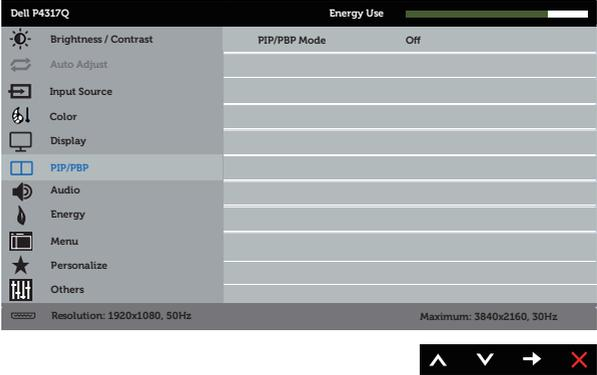 Dell P4317Q Energy Use
Brightness / Contrast PIP/PBP Mode Off
Auto Adjust
Input Source
Color
Display
PIP/PBP
Audio
Energy
Menu
Personalize
Others
Resolution: 1920x1080, 50Hz Maximum: 3840x2160, 30Hz